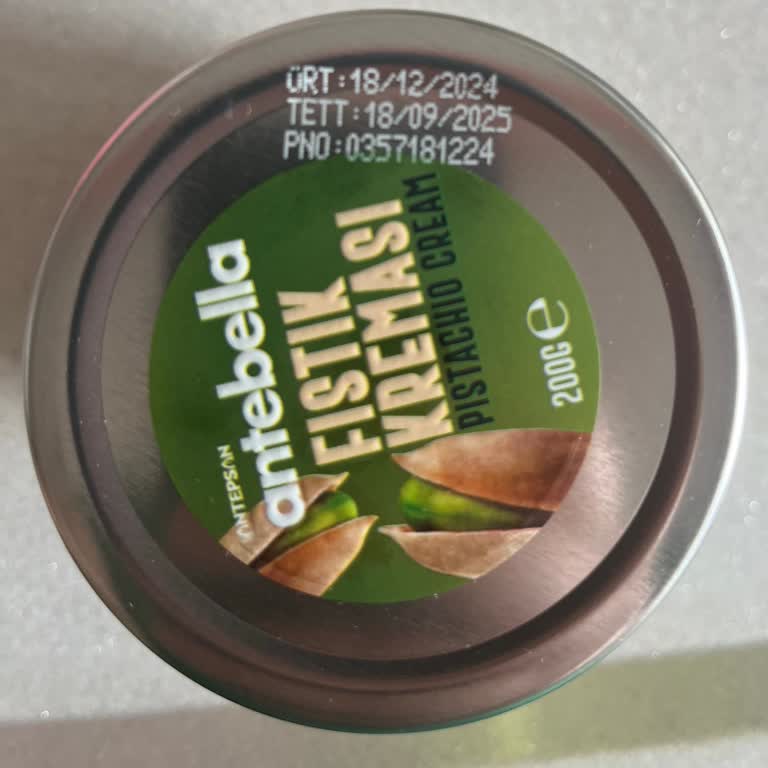 ÜRT:18/12/2024
TETT:18/09/2025
PNO:0357181224
ANTEPSAN
antebella
FISTIK
KREMASI
PISTACHIO CREAM
200G e